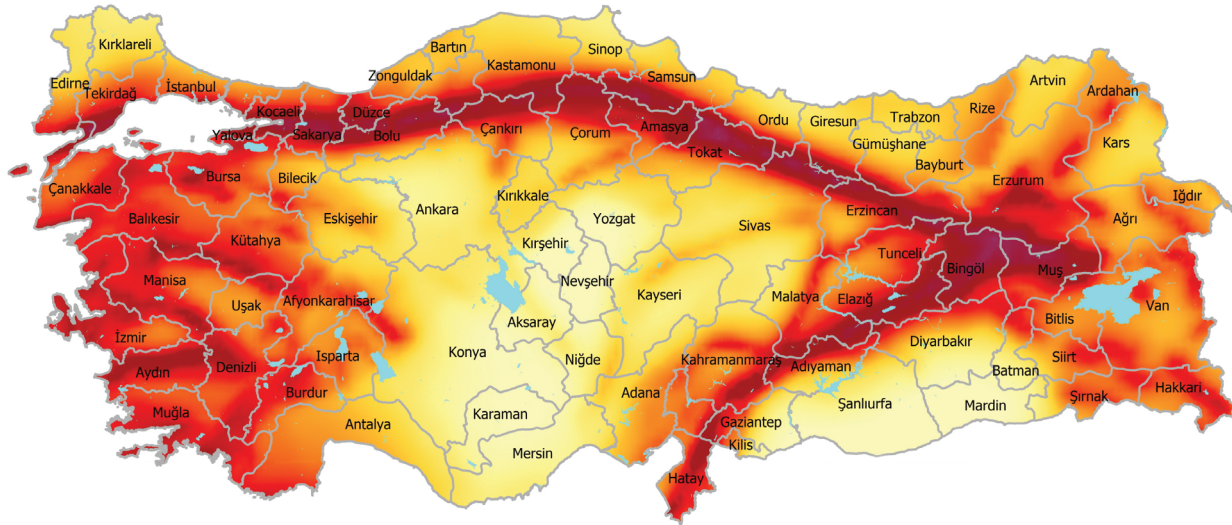 Kırklareli
Edirne
Tekirdağ
İstanbul
Kocaeli
Yalova
Sakarya
Düzce
Bolu
Zonguldak
Bartın
Kastamonu
Sinop
Samsun
Çankırı
Çorum
Amasya
Tokat
Ordu
Giresun
Trabzon
Gümüşhane
Bayburt
Rize
Artvin
Ardahan
Kars
Iğdır
Ağrı
Erzurum
Erzincan
Çanakkale
Bursa
Bilecik
Balıkesir
Kütahya
Eskişehir
Ankara
Kırıkkale
Yozgat
Kırşehir
Sivas
Tunceli
Bingöl
Muş
Manisa
Uşak
Afyonkarahisar
Nevşehir
Kayseri
Malatya
Elazığ
Van
Bitlis
İzmir
Aydın
Denizli
Isparta
Burdur
Konya
Aksaray
Niğde
Kahramanmaraş
Adıyaman
Diyarbakır
Batman
Siirt
Şırnak
Hakkari
Muğla
Antalya
Karaman
Mersin
Adana
Gaziantep
Kilis
Şanlıurfa
Mardin
Hatay